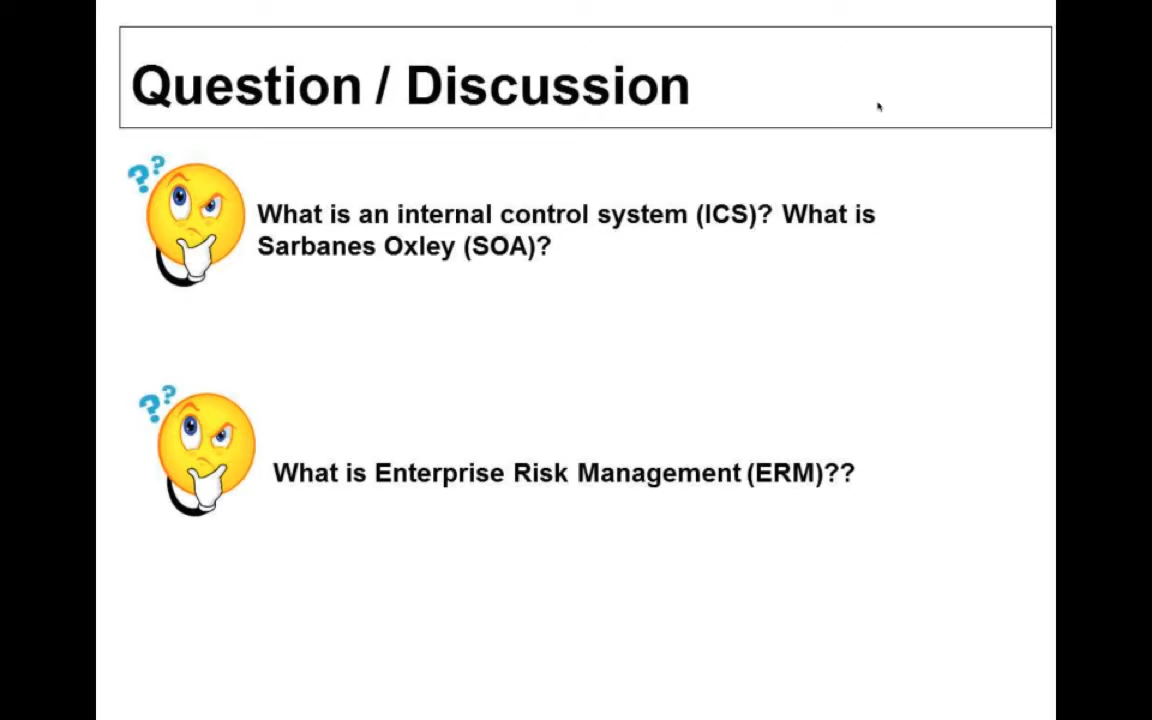 Question / Discussion
??
What is an internal control system (ICS)? What is
Sarbanes Oxley (SOA)?
??
What is Enterprise Risk Management (ERM)??